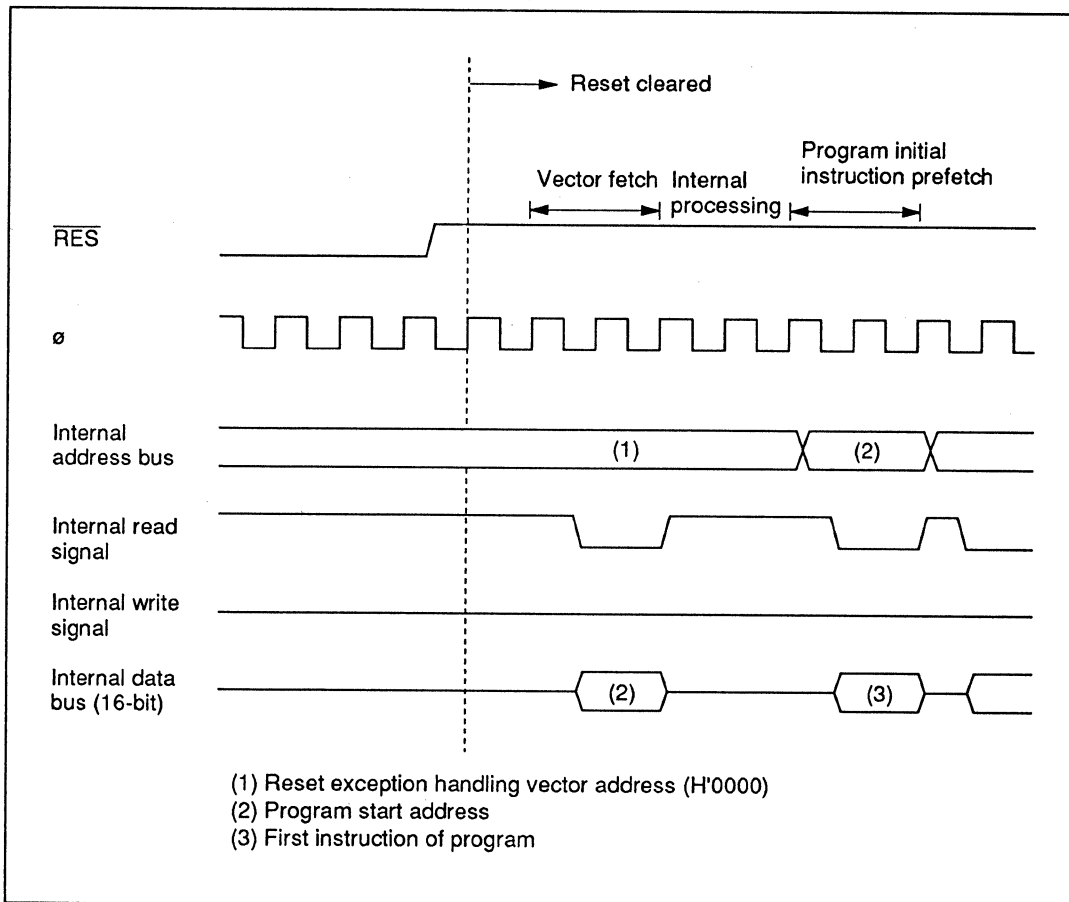 Reset cleared
Program initial
Vector fetch Internal instruction prefetch
processing
RES
ø
Internal
address bus
(1)
(2)
Internal read
signal
Internal write
signal
Internal data
bus (16-bit)
(2)
(3)
(1) Reset exception handling vector address (H'0000)
(2) Program start address
(3) First instruction of program